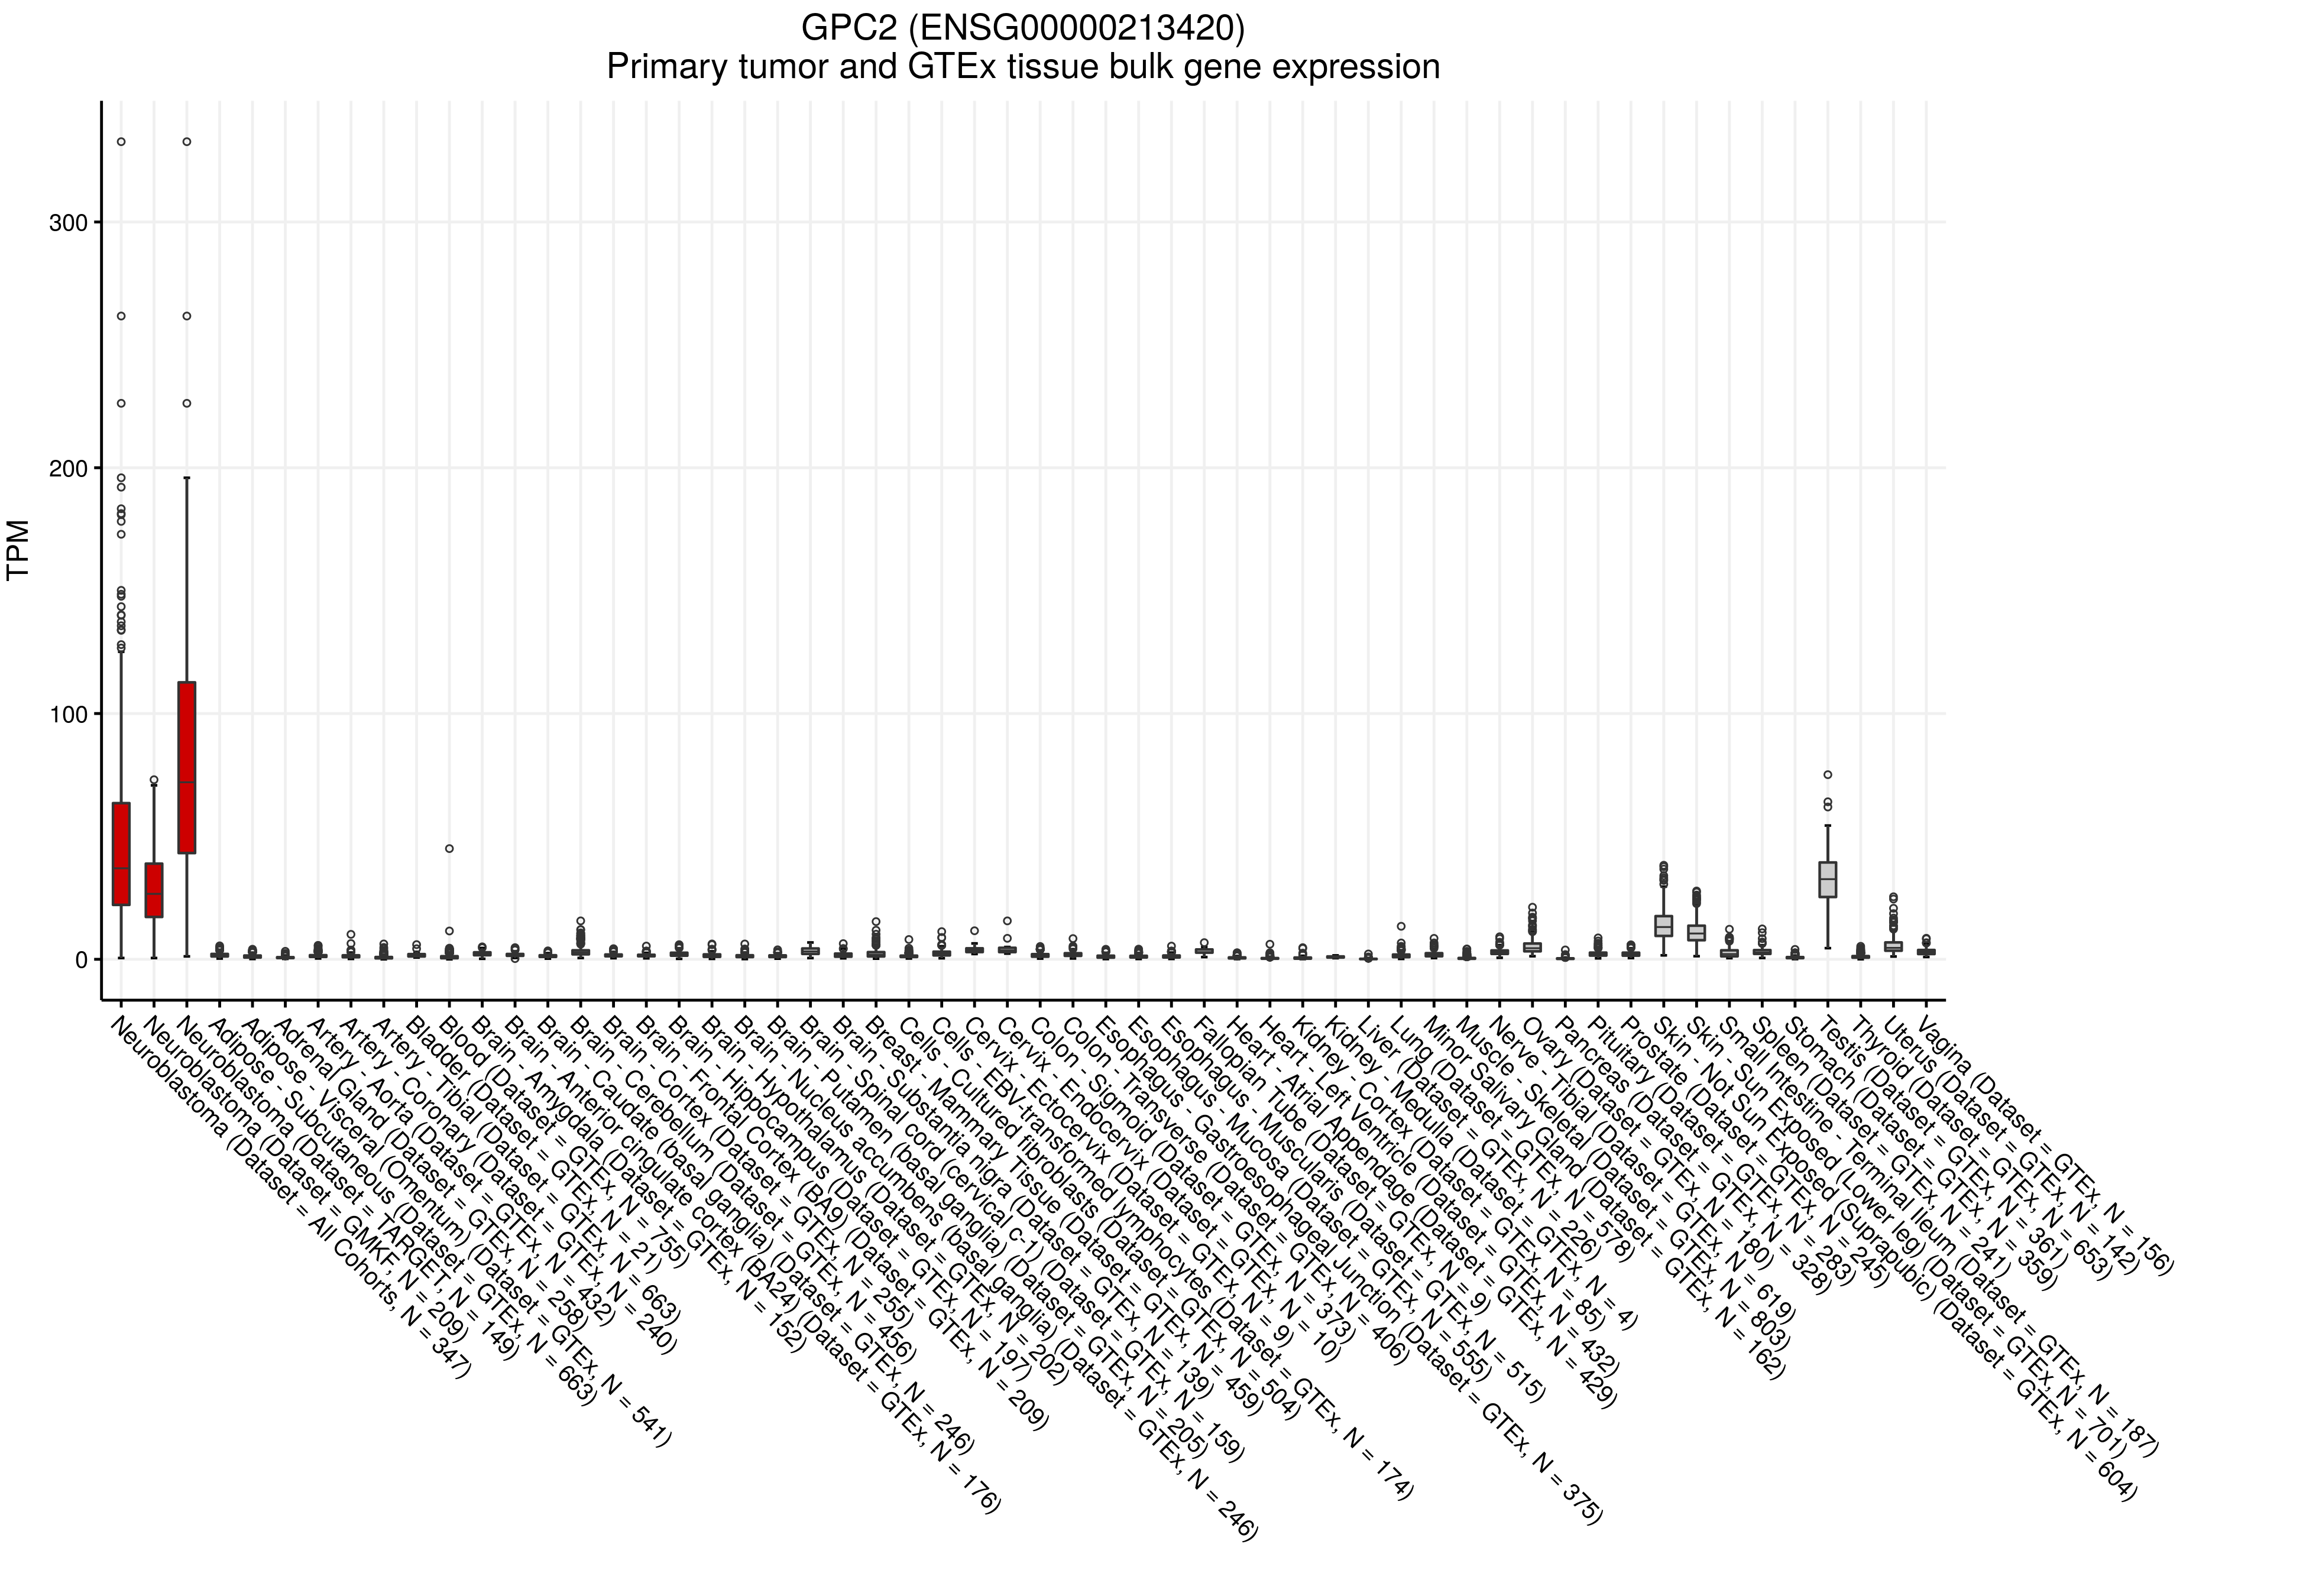 GPC2 (ENSG00000213420)
Primary tumor and GTEx tissue bulk gene expression
TPM
300
200
100
0
Neuroblastoma (Dataset = All Cohorts, N = 347)
Neuroblastoma (Dataset = GMKF, N = 209)
Neuroblastoma (Dataset = TARGET, N = 149)
Adipose - Subcutaneous (Dataset = GTEx, N = 663)
Adipose - Visceral (Omentum) (Dataset = GTEx, N = 541)
Adrenal Gland (Dataset = GTEx, N = 258)
Artery - Aorta (Dataset = GTEx, N = 432)
Artery - Coronary (Dataset = GTEx, N = 240)
Artery - Tibial (Dataset = GTEx, N = 663)
Bladder (Dataset = GTEx, N = 21)
Blood (Dataset = GTEx, N = 755)
Brain - Amygdala (Dataset = GTEx, N = 152)
Brain - Anterior cingulate cortex (BA24) (Dataset = GTEx, N = 176)
Brain - Caudate (basal ganglia) (Dataset = GTEx, N = 246)
Brain - Cerebellum (Dataset = GTEx, N = 456)
Brain - Cortex (Dataset = GTEx, N = 255)
Brain - Frontal Cortex (BA9) (Dataset = GTEx, N = 209)
Brain - Hippocampus (Dataset = GTEx, N = 197)
Brain - Hypothalamus (Dataset = GTEx, N = 202)
Brain - Nucleus accumbens (basal ganglia) (Dataset = GTEx, N = 246)
Brain - Putamen (basal ganglia) (Dataset = GTEx, N = 205)
Brain - Spinal cord (cervical c-1) (Dataset = GTEx, N = 159)
Brain - Substantia nigra (Dataset = GTEx, N = 139)
Breast - Mammary Tissue (Dataset = GTEx, N = 459)
Cells - Cultured fibroblasts (Dataset = GTEx, N = 504)
Cells - EBV-transformed lymphocytes (Dataset = GTEx, N = 174)
Cervix - Ectocervix (Dataset = GTEx, N = 9)
Cervix - Endocervix (Dataset = GTEx, N = 10)
Colon - Sigmoid (Dataset = GTEx, N = 373)
Colon - Transverse (Dataset = GTEx, N = 406)
Esophagus - Gastroesophageal Junction (Dataset = GTEx, N = 375)
Esophagus - Mucosa (Dataset = GTEx, N = 555)
Esophagus - Muscularis (Dataset = GTEx, N = 515)
Fallopian Tube (Dataset = GTEx, N = 9)
Heart - Atrial Appendage (Dataset = GTEx, N = 429)
Heart - Left Ventricle (Dataset = GTEx, N = 432)
Kidney - Cortex (Dataset = GTEx, N = 85)
Kidney - Medulla (Dataset = GTEx, N = 4)
Liver (Dataset = GTEx, N = 226)
Lung (Dataset = GTEx, N = 578)
Minor Salivary Gland (Dataset = GTEx, N = 162)
Muscle - Skeletal (Dataset = GTEx, N = 803)
Nerve - Tibial (Dataset = GTEx, N = 619)
Ovary (Dataset = GTEx, N = 180)
Pancreas (Dataset = GTEx, N = 328)
Pituitary (Dataset = GTEx, N = 283)
Prostate (Dataset = GTEx, N = 245)
Skin - Not Sun Exposed (Suprapubic) (Dataset = GTEx, N = 604)
Skin - Sun Exposed (Lower leg) (Dataset = GTEx, N = 701)
Small Intestine - Terminal Ileum (Dataset = GTEx, N = 187)
Spleen (Dataset = GTEx, N = 241)
Stomach (Dataset = GTEx, N = 359)
Testis (Dataset = GTEx, N = 361)
Thyroid (Dataset = GTEx, N = 653)
Uterus (Dataset = GTEx, N = 142)
Vagina (Dataset = GTEx, N = 156)